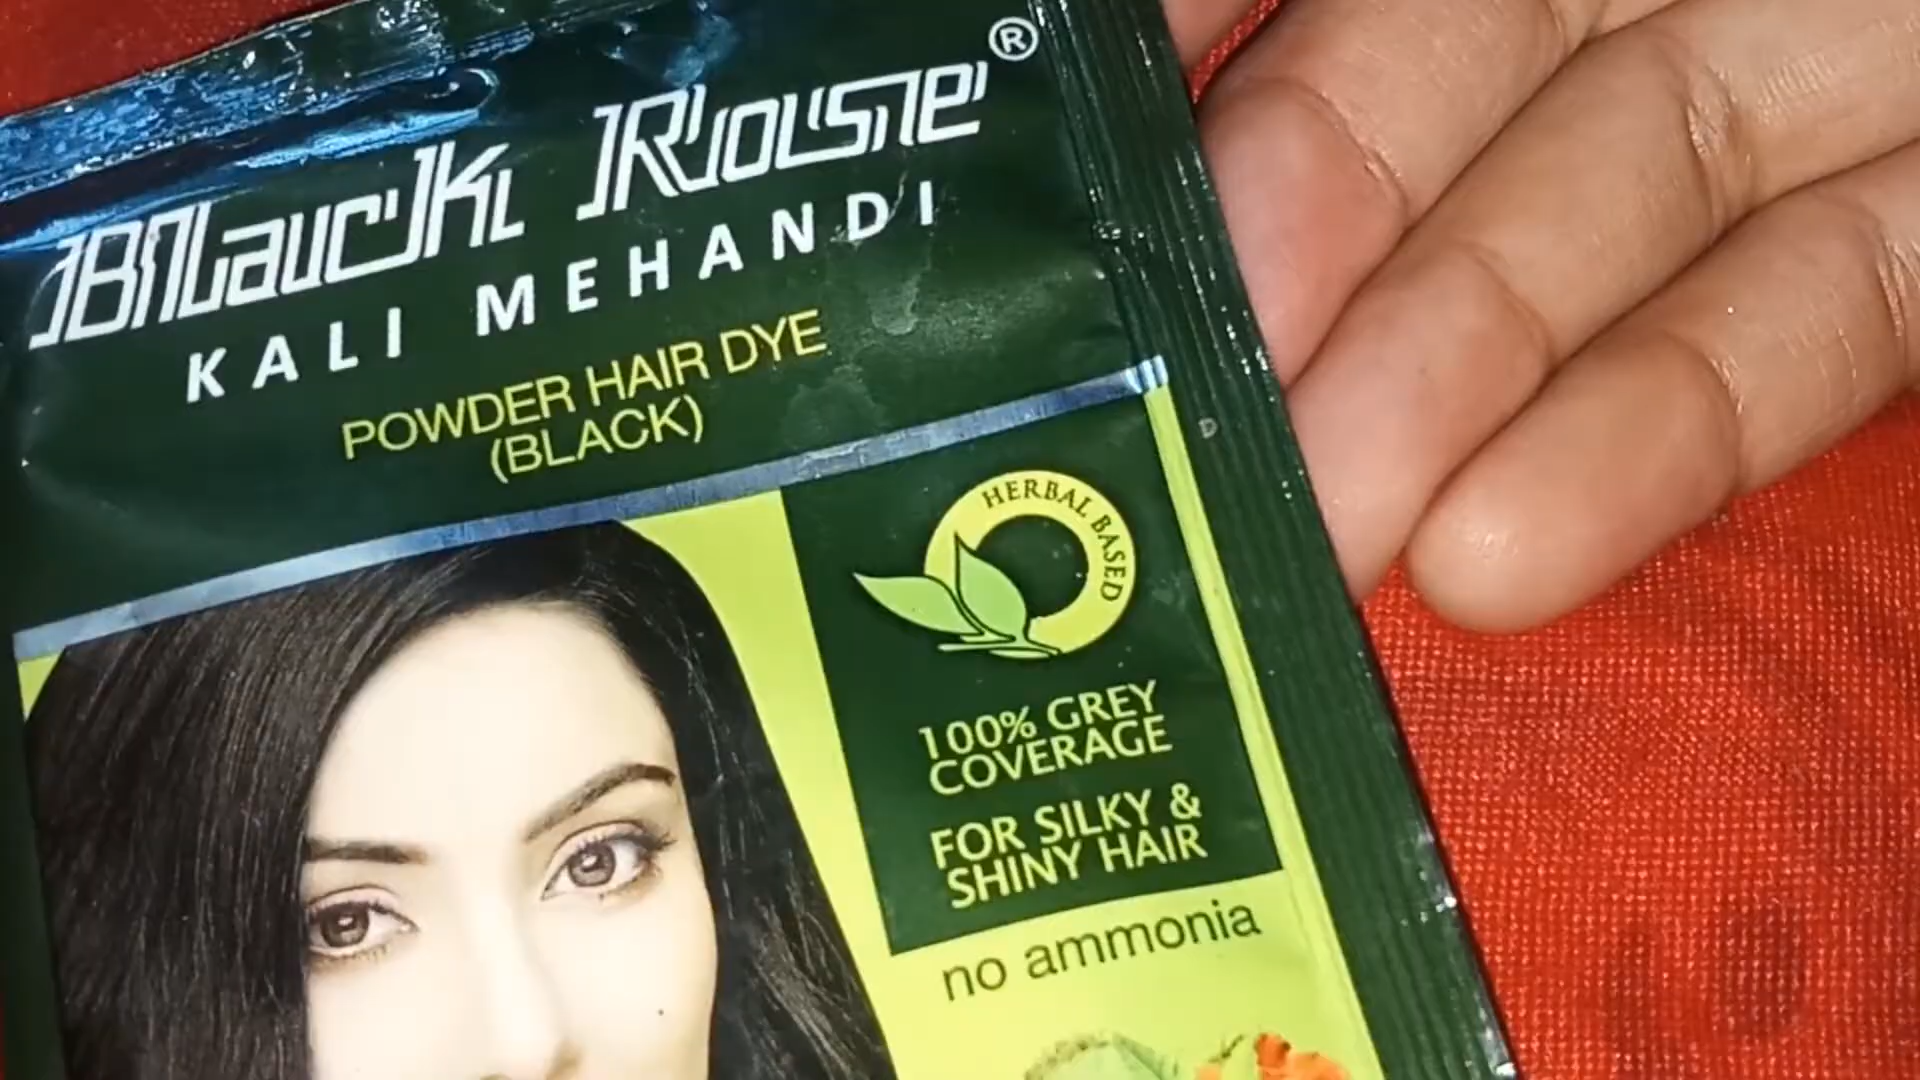 Black Rose®
KALI MEHANDI
POWDER HAIR DYE
(BLACK)
HERBAL BASED
100% GREY
COVERAGE
FOR SILKY &
SHINY HAIR
no ammonia